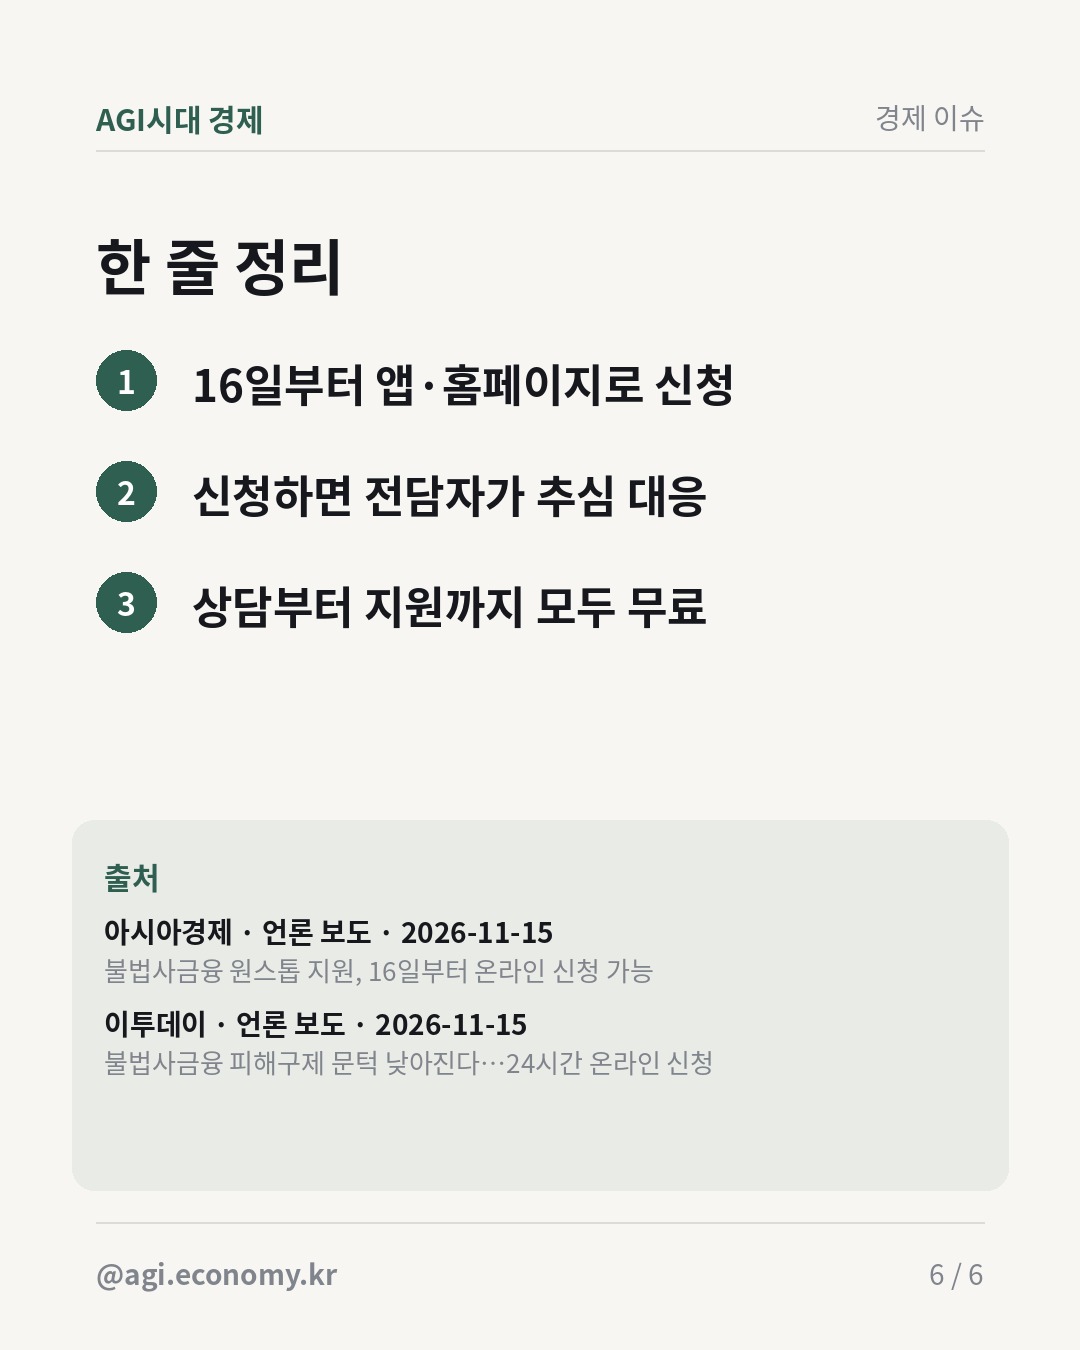 AGI시대 경제
경제 이슈
한 줄 정리
1 16일부터 앱·홈페이지로 신청
2 신청하면 전담자가 추심 대응
3 상담부터 지원까지 모두 무료
출처
아시아경제 · 언론 보도 · 2026-11-15
불법사금융 원스톱 지원, 16일부터 온라인 신청 가능
이투데이 · 언론 보도 · 2026-11-15
불법사금융 피해구제 문턱 낮아진다…24시간 온라인 신청
@agi.economy.kr
6 / 6